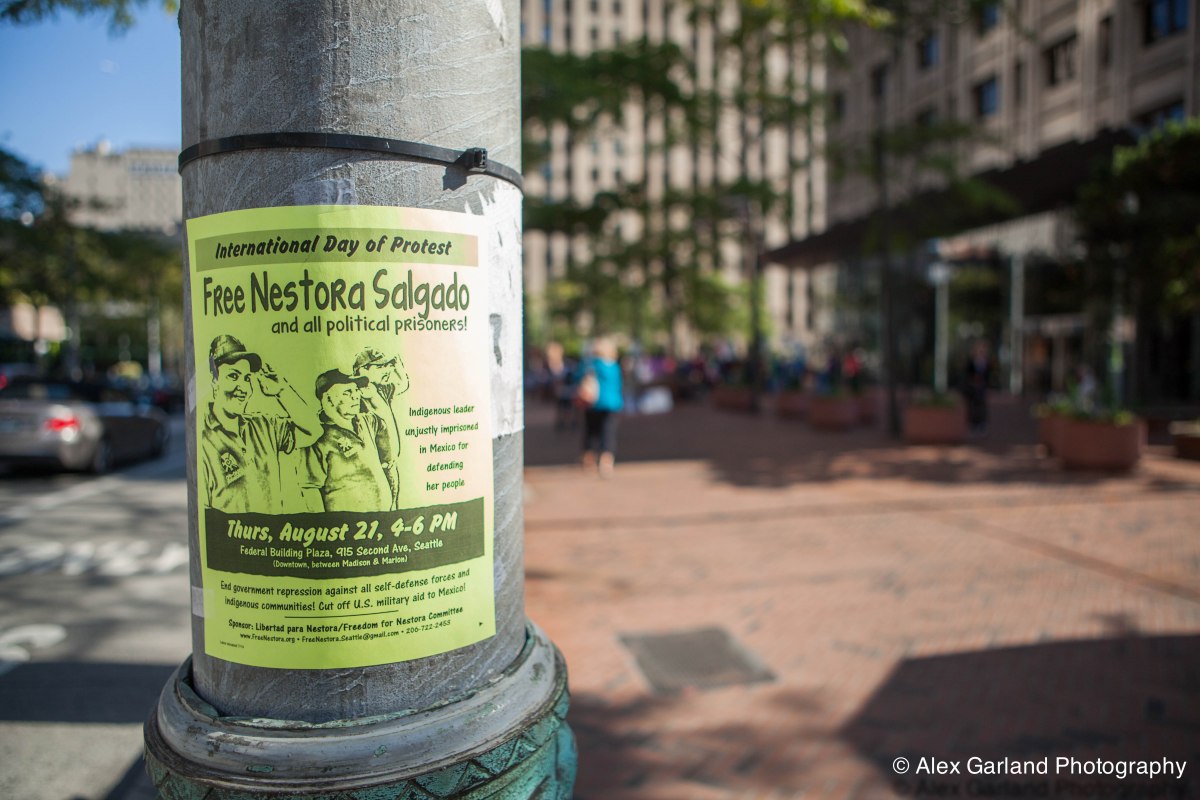 International Day of Protest
Free Nestora Salgado
and all political prisoners!
Indigenous leader
unjustly imprisoned
in Mexico for
defending
her people
Thurs, August 21, 4-6 PM
Federal Building Plaza, 915 Second Ave, Seattle
(Downtown, between Madison & Marion)
End government repression against all self-defense forces and
indigenous communities! Cut off U.S. military aid to Mexico!
Sponsor: Libertad para Nestora/Freedom for Nestora Committee
www.FreeNestora.org • FreeNestora.Seattle@gmail.com • 206-722-2453
© Alex Garland Photography